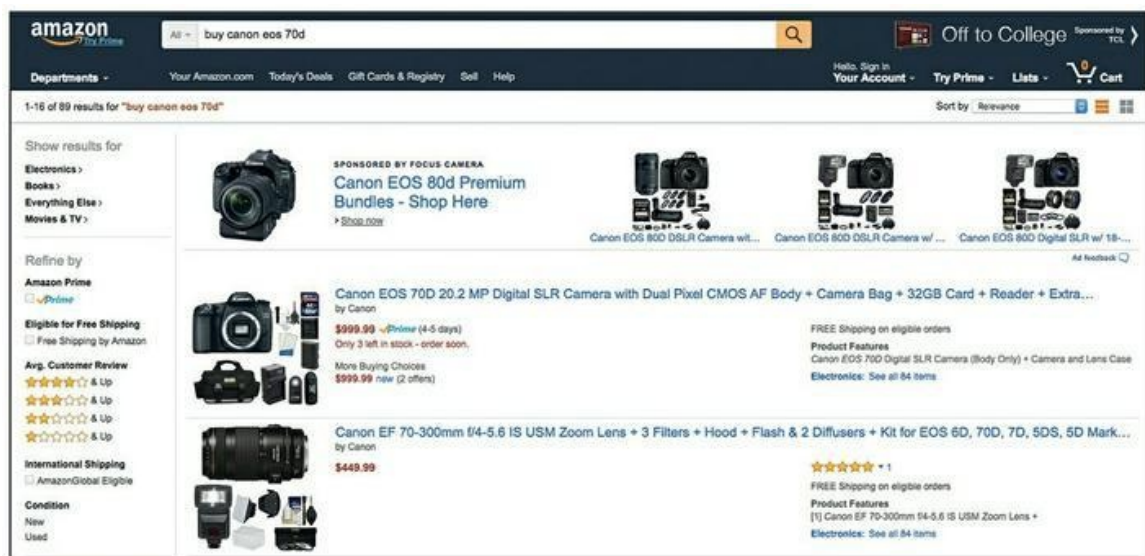 amazon
Try Prime
All
buy canon eos 70d
Off to College
Sponsored by
TCL
Departments
Your Amazon.com Today's Deals Gift Cards & Registry Sell Help
Hello. Sign in
Your Account
Try Prime
Lists
0
Cart
1-16 of 89 results for "buy canon eos 70d"
Sort by Relevance
Show results for
Electronics >
Books >
Everything Else >
Movies & TV >
Refine by
Amazon Prime
Prime
Eligible for Free Shipping
Free Shipping by Amazon
Avg. Customer Review
& Up
& Up
& Up
& Up
International Shipping
AmazonGlobal Eligible
Condition
New
Used
SPONSORED BY FOCUS CAMERA
Canon EOS 80d Premium
Bundles - Shop Here
Shop now
Canon EOS 80D DSLR Camera wit...
Canon EOS 80D DSLR Camera w/ ...
Canon EOS 80D Digital SLR w/ 18-...
Ad feedback
Canon EOS 70D 20.2 MP Digital SLR Camera with Dual Pixel CMOS AF Body + Camera Bag + 32GB Card + Reader + Extra...
by Canon
$999.99 Prime (4-5 days)
Only 3 left in stock - order soon.
More Buying Choices
$999.99 new (2 offers)
FREE Shipping on eligible orders
Product Features
Canon EOS 70D Digital SLR Camera (Body Only) + Camera and Lens Case
Electronics: See all 84 items
Canon EF 70-300mm f/4-5.6 IS USM Zoom Lens + 3 Filters + Hood + Flash & 2 Diffusers + Kit for EOS 6D, 70D, 7D, 5DS, 5D Mark...
by Canon
$449.99
1
FREE Shipping on eligible orders
Product Features
[1] Canon EF 70-300mm f/4-5.6 IS USM Zoom Lens +
Electronics: See all 84 items